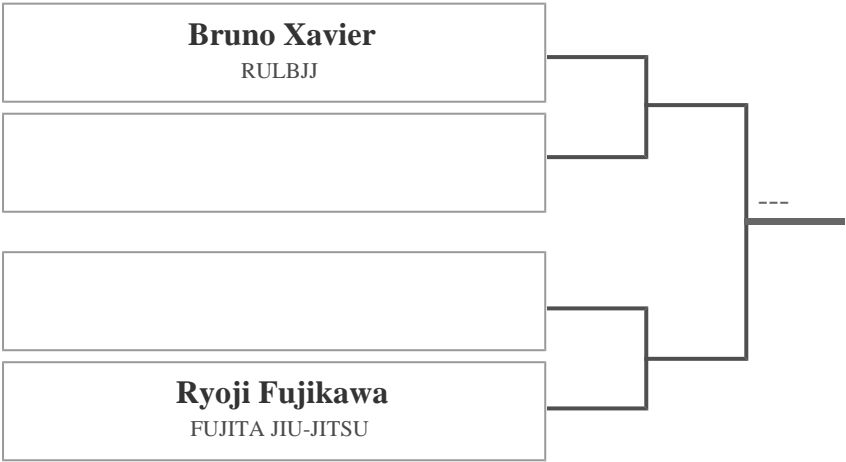 Bruno Xavier
RULBJJ
---
Ryoji Fujikawa
FUJITA JIU-JITSU